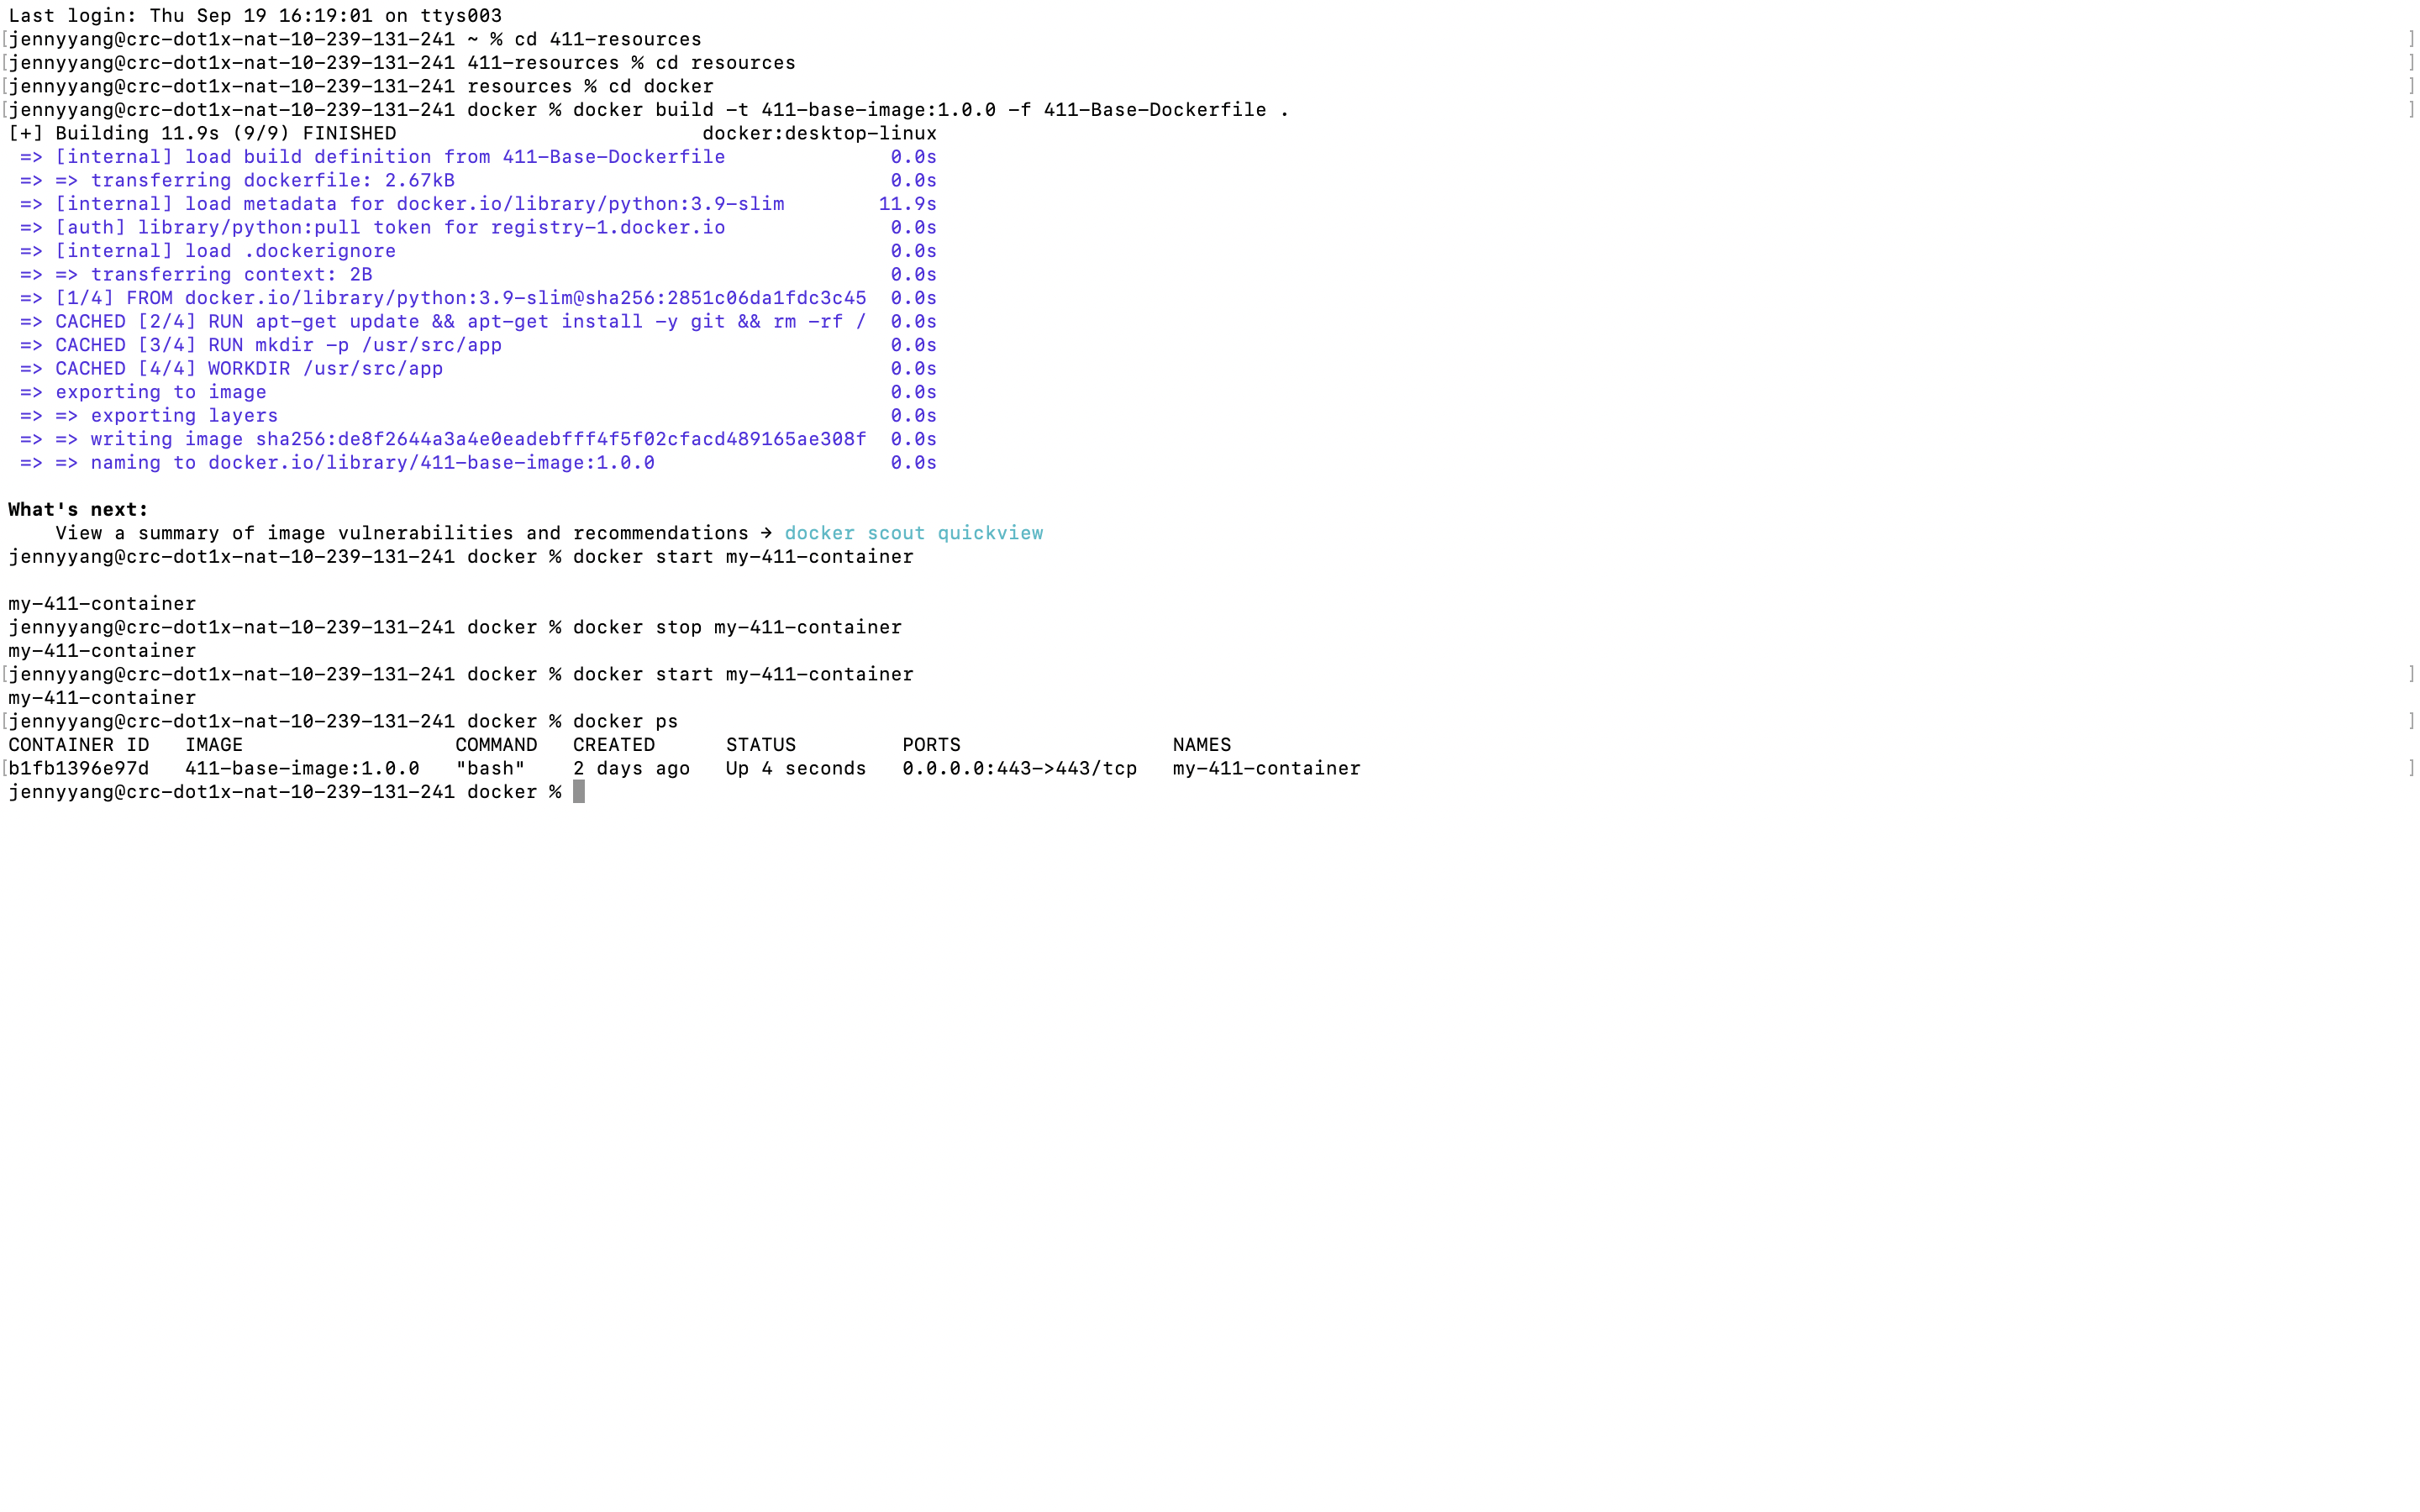 Last login: Thu Sep 19 16:19:01 on ttys003
[jennyyang@crc-dot1x-nat-10-239-131-241 ~ % cd 411-resources ]
[jennyyang@crc-dot1x-nat-10-239-131-241 411-resources % cd resources ]
[jennyyang@crc-dot1x-nat-10-239-131-241 resources % cd docker ]
[jennyyang@crc-dot1x-nat-10-239-131-241 docker % docker build -t 411-base-image:1.0.0 -f 411-Base-Dockerfile . ]
[+] Building 11.9s (9/9) FINISHED docker:desktop-linux
=> [internal] load build definition from 411-Base-Dockerfile 0.0s
=> => transferring dockerfile: 2.67kB 0.0s
=> [internal] load metadata for docker.io/library/python:3.9-slim 11.9s
=> [auth] library/python:pull token for registry-1.docker.io 0.0s
=> [internal] load .dockerignore 0.0s
=> => transferring context: 2B 0.0s
=> [1/4] FROM docker.io/library/python:3.9-slim@sha256:2851c06da1fdc3c45 0.0s
=> CACHED [2/4] RUN apt-get update && apt-get install -y git && rm -rf / 0.0s
=> CACHED [3/4] RUN mkdir -p /usr/src/app 0.0s
=> CACHED [4/4] WORKDIR /usr/src/app 0.0s
=> exporting to image 0.0s
=> => exporting layers 0.0s
=> => writing image sha256:de8f2644a3a4e0eadebfff4f5f02cfacd489165ae308f 0.0s
=> => naming to docker.io/library/411-base-image:1.0.0 0.0s
What's next:
View a summary of image vulnerabilities and recommendations → docker scout quickview
jennyyang@crc-dot1x-nat-10-239-131-241 docker % docker start my-411-container
my-411-container
jennyyang@crc-dot1x-nat-10-239-131-241 docker % docker stop my-411-container
my-411-container
[jennyyang@crc-dot1x-nat-10-239-131-241 docker % docker start my-411-container ]
my-411-container
[jennyyang@crc-dot1x-nat-10-239-131-241 docker % docker ps ]
CONTAINER ID IMAGE COMMAND CREATED STATUS PORTS NAMES
[b1fb1396e97d 411-base-image:1.0.0 "bash" 2 days ago Up 4 seconds 0.0.0.0:443->443/tcp my-411-container ]
jennyyang@crc-dot1x-nat-10-239-131-241 docker %